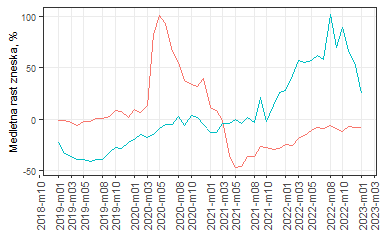 Medletna rast zneska, %
100
50
0
-50
2018-m10
2019-m01
2019-m03
2019-m05
2019-m08
2019-m10
2020-m01
2020-m03
2020-m05
2020-m08
2020-m10
2021-m01
2021-m03
2021-m05
2021-m08
2021-m10
2022-m01
2022-m03
2022-m05
2022-m08
2022-m10
2023-m01
2023-m03